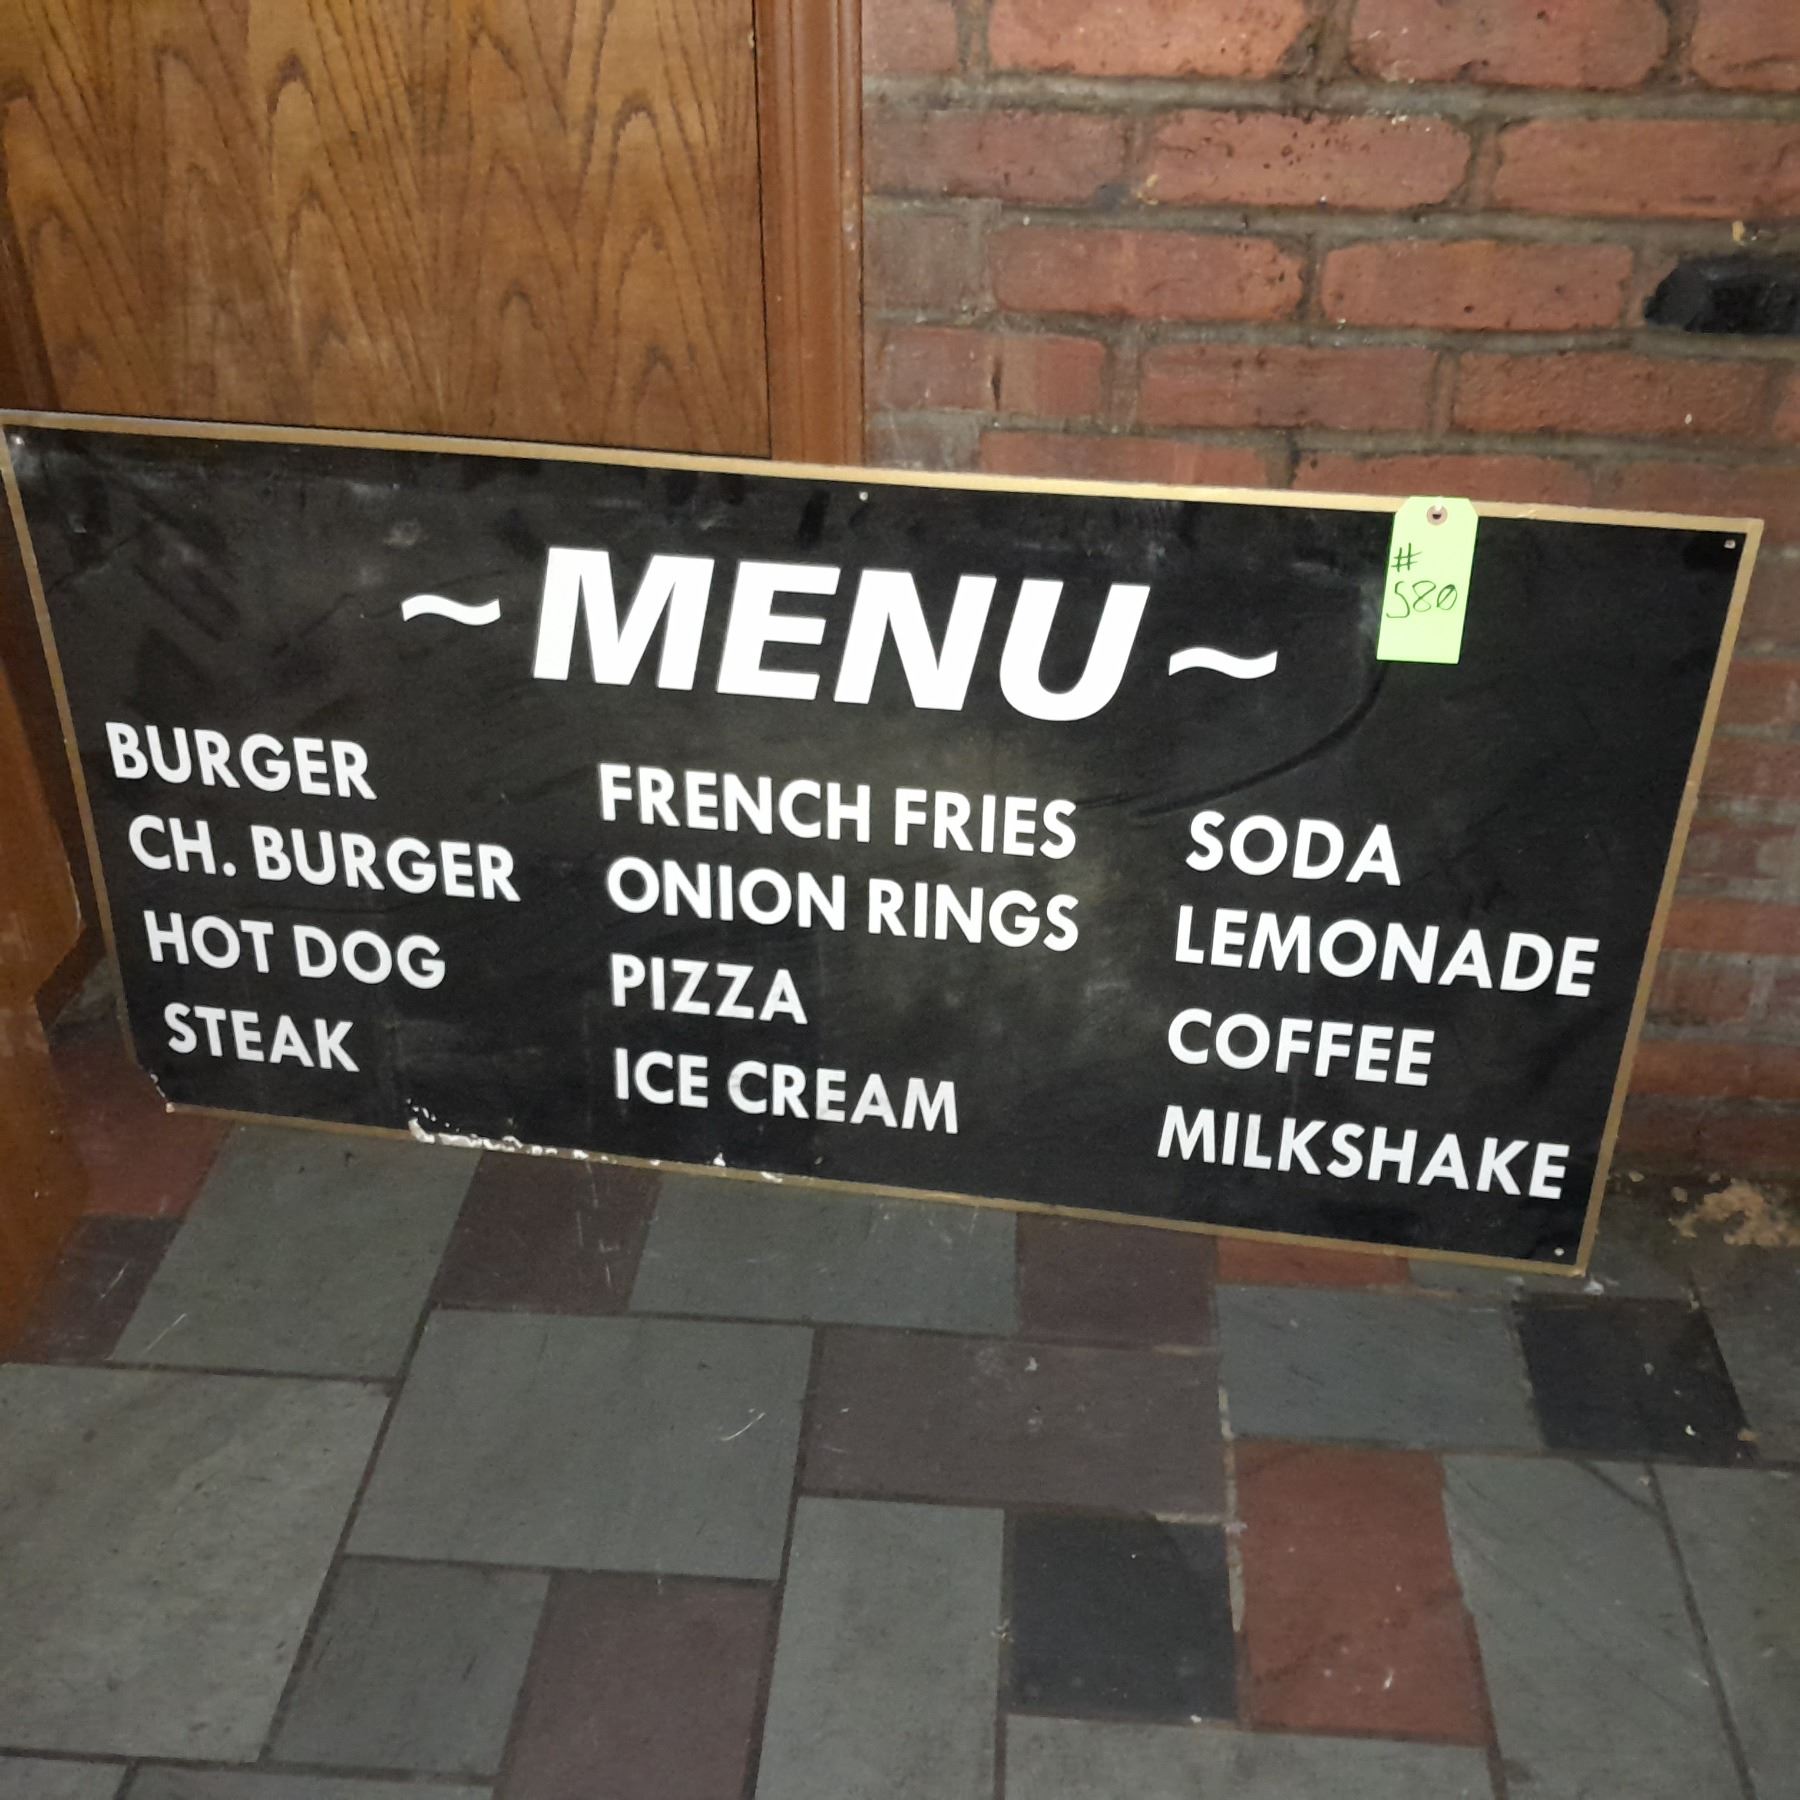 ~MENU~
#
580
BURGER
CH. BURGER
HOT DOG
STEAK
FRENCH FRIES
ONION RINGS
PIZZA
ICE CREAM
SODA
LEMONADE
COFFEE
MILKSHAKE